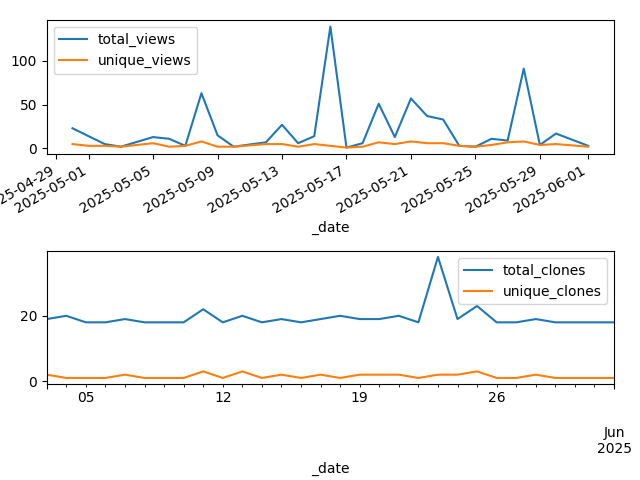 total_views
unique_views
100
50
0
25-04-29
2025-05-01
2025-05-05
2025-05-09
2025-05-13
2025-05-17
2025-05-21
2025-05-25
2025-05-29
2025-06-01
_date
total_clones
unique_clones
20
0
05
12
19
26
Jun
2025
_date